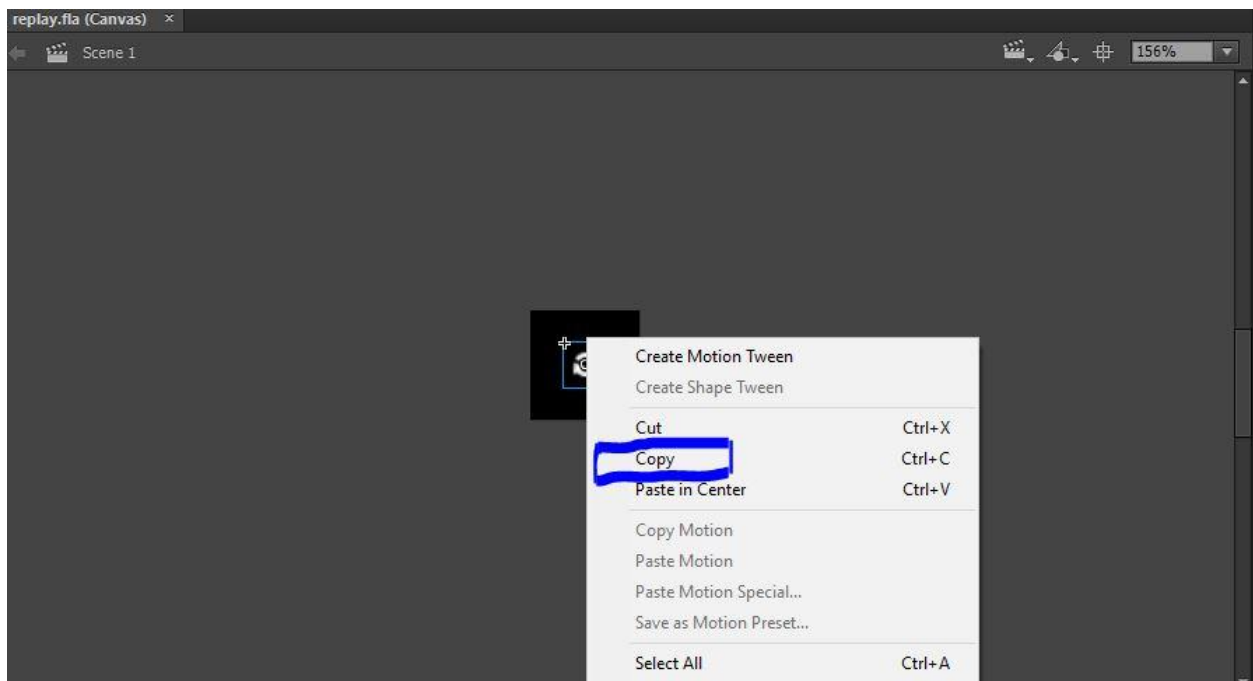 replay.fla (Canvas) ×
Scene 1
156%
Create Motion Tween
Create Shape Tween
Cut Ctrl+X
Copy Ctrl+C
Paste in Center Ctrl+V
Copy Motion
Paste Motion
Paste Motion Special...
Save as Motion Preset...
Select All Ctrl+A